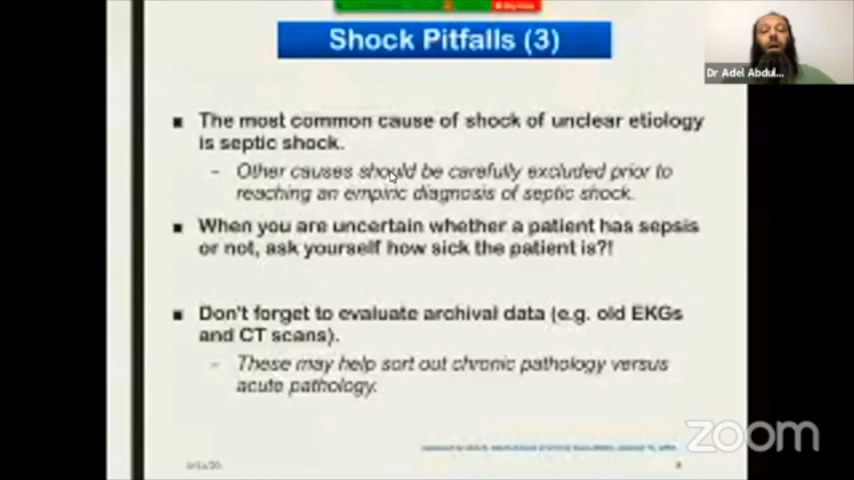 Shock Pitfalls (3)
Dr Adel Abdul...
■ The most common cause of shock of unclear etiology
is septic shock.
- Other causes should be carefully excluded prior to
reaching an empiric diagnosis of septic shock.
■ When you are uncertain whether a patient has sepsis
or not, ask yourself how sick the patient is?!
■ Don't forget to evaluate archival data (e.g. old EKGs
and CT scans).
- These may help sort out chronic pathology versus
acute pathology.
zoom